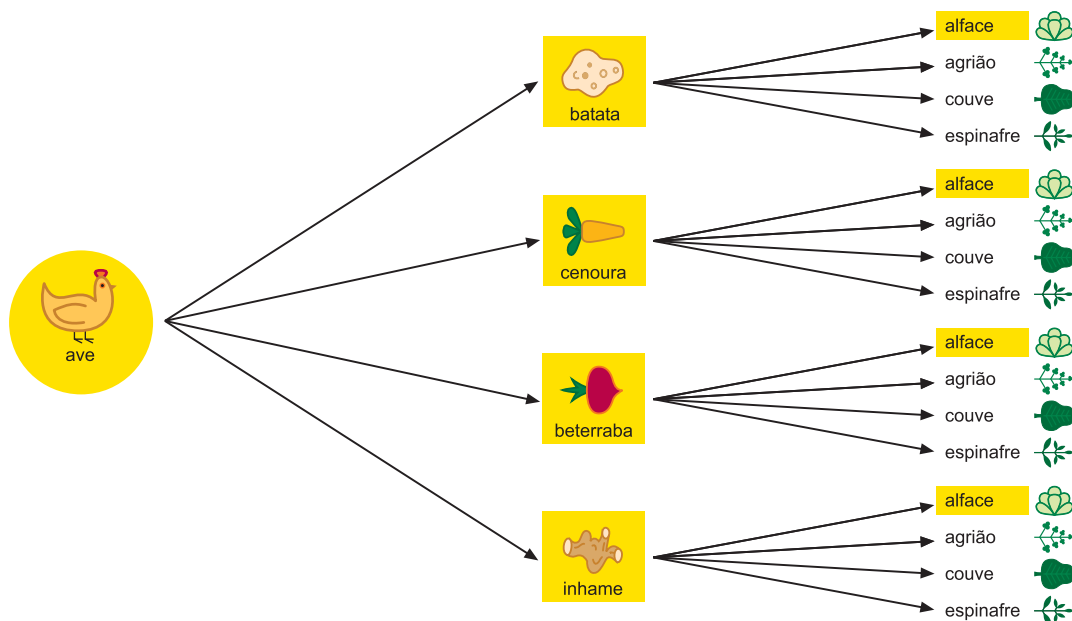 ave
batata
alface
agrião
couve
espinafre
cenoura
alface
agrião
couve
espinafre
beterraba
alface
agrião
couve
espinafre
inhame
alface
agrião
couve
espinafre